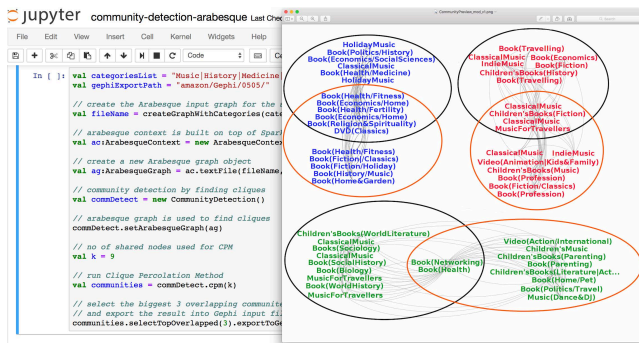 jupyter community-detection-arabesque Last Chec
File Edit View Insert Cell Kernel Widgets Help
Code
In [ ]: val categoriesList = "Music|History|Medicine
val gephiExportPath = "amazon/Gephi/0505/"
// create the Arabesque input graph for the
val fileName = createGraphWithCategories(cate
// arabesque context is built on top of Spar
val ac:ArabesqueContext = new ArabesqueConte
// create a new Arabesque graph object
val ag:ArabesqueGraph = ac.textFile(fileName,
// community detection by finding cliques
val commDetect = new CommunityDetection()
// arabesque graph is used to find cliques
commDetect.setArabesqueGraph(ag)
// no of shared nodes used for CPM
val k = 9
// run Clique Percolation Method
val communities = commDetect.cpm(k)
// select the biggest 3 overlapping communite
// and export the result into Gephi input fil
communities.selectTopOverlapped(3).exportToGe
HolidayMusic
Book(Politics/History)
Book(Economics/SocialSciences)
ClassicalMusic
Book(Health/Medicine)
HolidayMusic
Book(Health/Fitness)
Book(Economics/Home)
Book(Health/Fertility)
Book(Economics/Home)
Book(Religion&Spirituality)
DVD(Classics)
Book(Health/Fitness)
Book(Fiction/Classics)
Book(Fiction/Holiday)
Book(History/Music)
Book(Home&Garden)
Book(Travelling)
ClassicalMusic Book(Economics)
IndieMusic Book(Fiction)
Children'sBooks(History)
Book(Travelling)
ClassicalMusic
Children'sBooks(Fiction)
ClassicalMusic
MusicForTravellers
ClassicalMusic IndieMusic
Video(Animation|Kids&Family)
Children'sBooks(Music)
Book(Profession)
Book(Fiction/Classics)
Book(Profession)
Children'sBooks(WorldLiterature)
ClassicalMusic
Books(Sociology)
ClassicalMusic
Book(SocialHistory)
Book(Biology)
MusicForTravellers
Book(WorldHistory)
MusicForTravellers
Book(Networking)
Book(Health)
Video(Action/International)
Children'sMusic
Children'sBooks(Parenting)
Book(Parenting)
Children'sBooks(Literature|Act...
Book(Home/Pet)
Book(Politics/Travel)
Music(Dance&DJ)